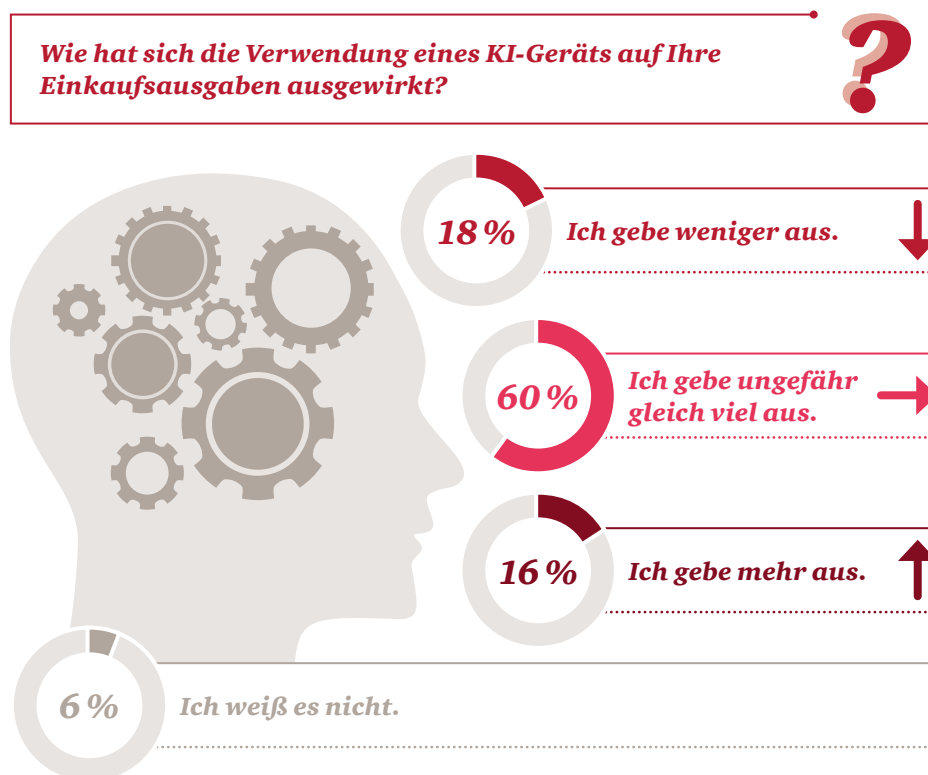 Wie hat sich die Verwendung eines KI-Geräts auf Ihre
Einkaufsausgaben ausgewirkt?
?
18 %
Ich gebe weniger aus.
60 %
Ich gebe ungefähr
gleich viel aus.
16 %
Ich gebe mehr aus.
6 %
Ich weiß es nicht.